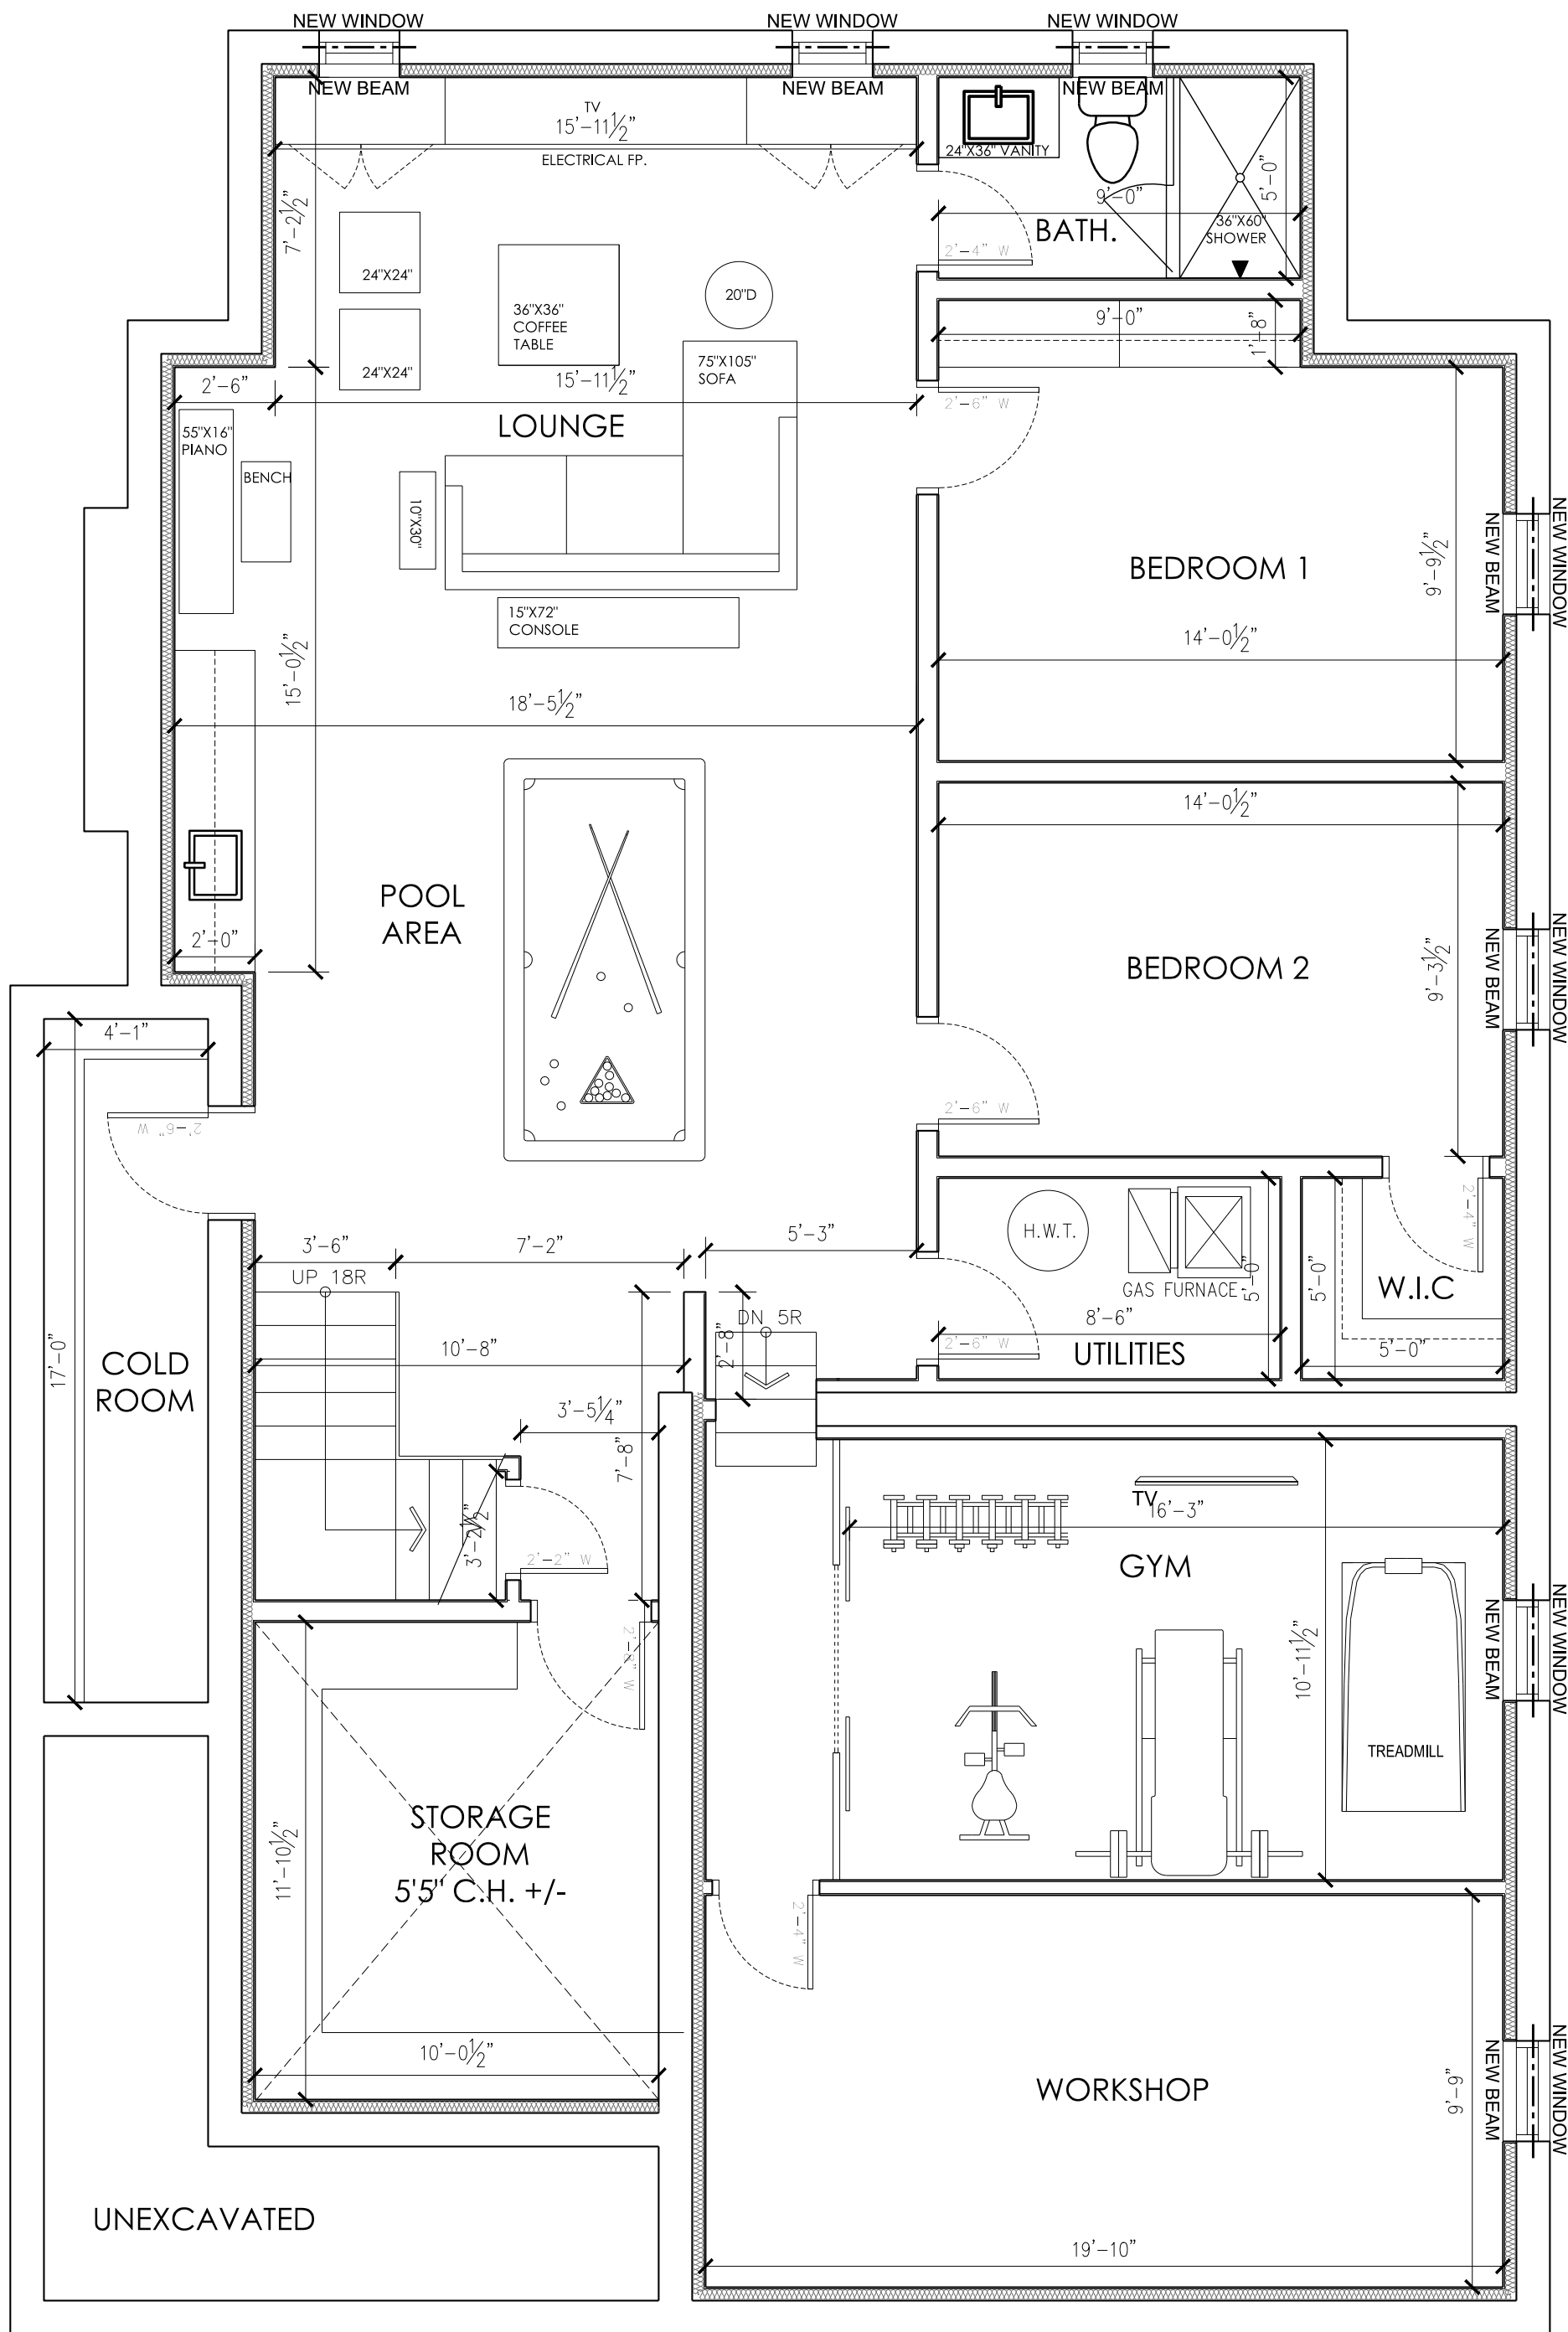 NEW WINDOW
NEW WINDOW
NEW WINDOW
NEW BEAM
NEW BEAM
NEW BEAM
TV
15'-11½"
ELECTRICAL FP.
24"X36" VANITY
9'-0"
5'-0"
36"X60"
SHOWER
BATH.
2'-4" W
7'-2½"
24"X24"
36"X36"
COFFEE
TABLE
20"D
24"X24"
75"X105"
SOFA
9'-0"
1'-8"
2'-6"
15'-11½"
2'-6" W
LOUNGE
55"X16"
PIANO
BENCH
10"X30"
15"X72"
CONSOLE
BEDROOM 1
9'-9½"
14'-0½"
NEW BEAM
NEW WINDOW
15'-0½"
18'-5½"
14'-0½"
POOL
AREA
2'-0"
BEDROOM 2
9'-3½"
NEW BEAM
NEW WINDOW
4'-1"
2'-6" W
2'-6" W
3'-6"
7'-2"
5'-3"
H.W.T.
GAS FURNACE
5'-0"
5'-0"
2'-4" W
W.I.C
UP 18R
DN 5R
2'-8"
8'-6"
2'-6" W
UTILITIES
5'-0"
17'-0"
COLD
ROOM
10'-8"
3'-5¼"
7'-8"
3'-2½"
2'-2" W
TV
16'-3"
GYM
10'-11½"
TREADMILL
NEW BEAM
NEW WINDOW
2'-8" W
STORAGE
ROOM
5'5" C.H. +/-
11'-10½"
10'-0½"
2'-4" W
WORKSHOP
9'-9"
NEW BEAM
NEW WINDOW
19'-10"
UNEXCAVATED